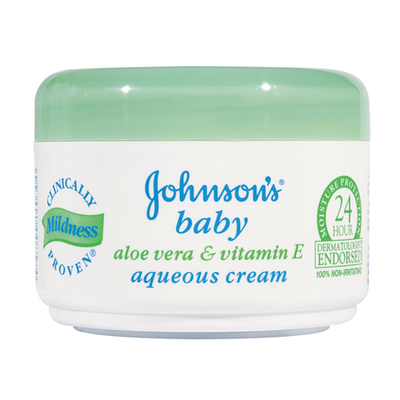 CLINICALLY
Mildness
PROVEN®
Johnson's®
baby
aloe vera & vitamin E
aqueous cream
MOISTURE PROTECTION
24
HOUR
DERMATOLOGIST
ENDORSED
100% NON-IRRITATING